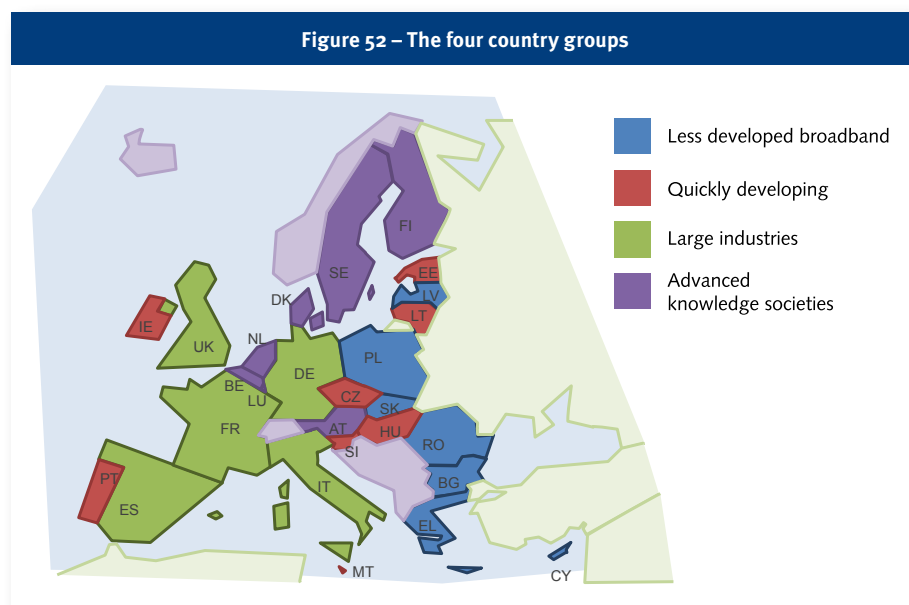 Figure 52 – The four country groups
Less developed broadband
Quickly developing
Large industries
Advanced
knowledge societies
FI
SE
EE
DK
LV
LT
IE
UK
NL
PL
DE
BE
LU
CZ
SK
FR
AT
HU
RO
SI
PT
IT
BG
ES
EL
MT
CY